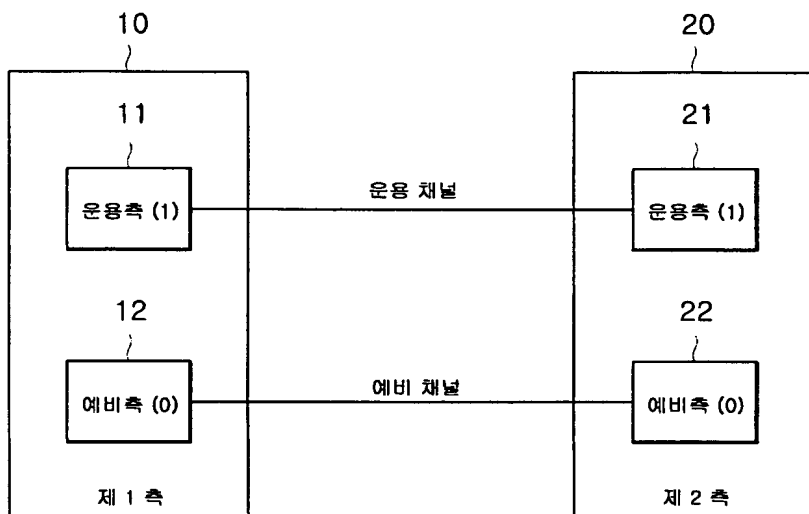 10
20
11
21
운용측 (1)
운용 채널
운용측 (1)
12
22
예비측 (0)
예비 채널
예비측 (0)
제 1 측
제 2 측